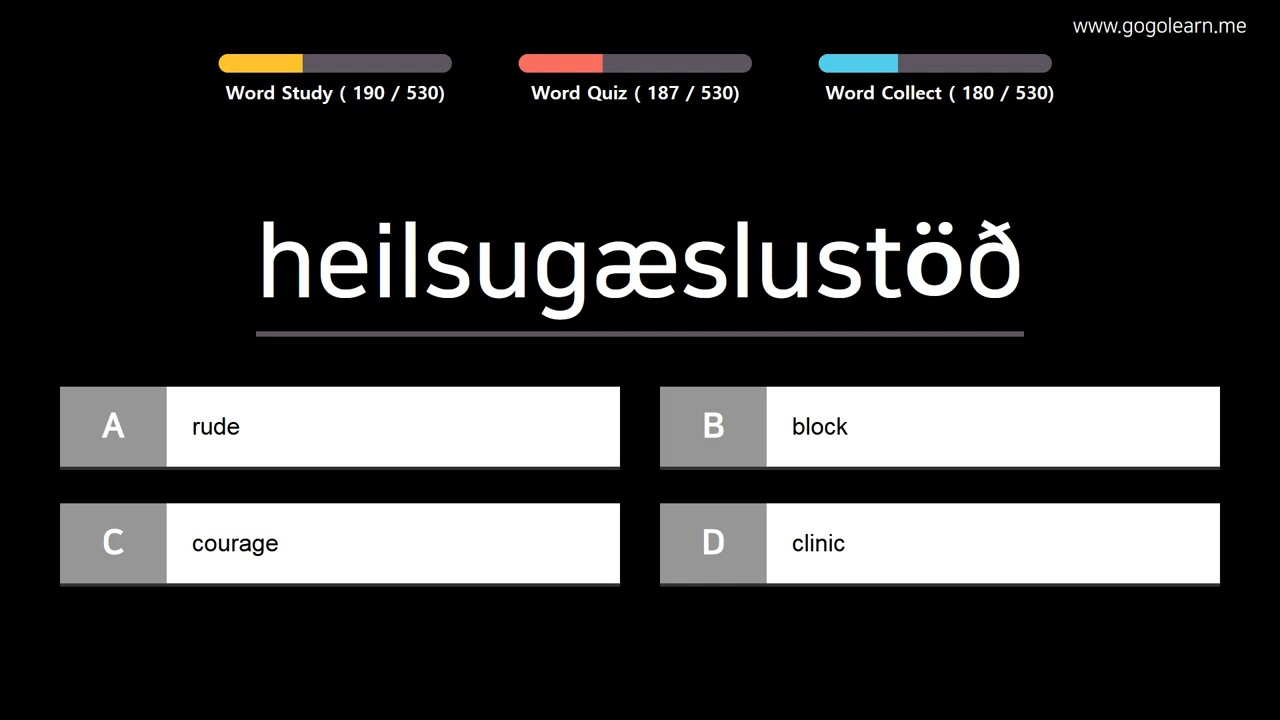 www.gogolearn.me
Word Study ( 190 / 530)
Word Quiz ( 187 / 530)
Word Collect ( 180 / 530)
heilsugæslustöð
A rude
B block
C courage
D clinic